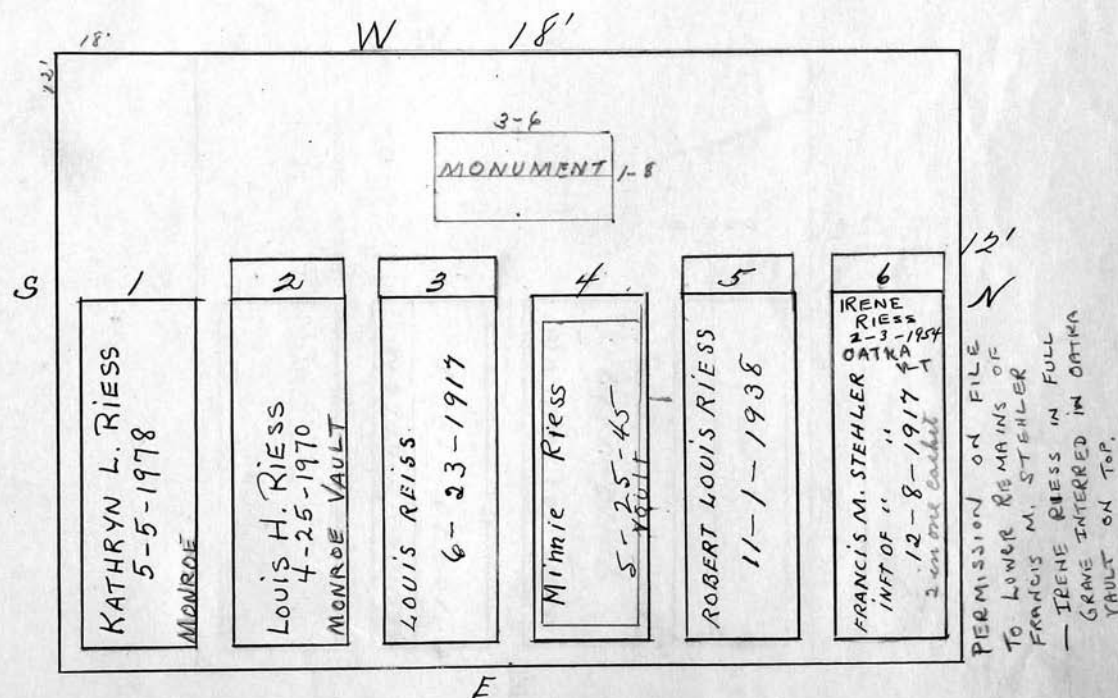 18'
W 18'
12'
3-6
MONUMENT 1-8
12'
S
N
1
KATHRYN L. RIESS
5-5-1978
MONROE
2
LOUIS H. RIESS
4-25-1970
MONROE VAULT
3
LOUIS REISS
6-23-1917
4
Minnie Riess
5-25-45
VAULT
5
ROBERT LOUIS RIESS
11-1-1938
6
IRENE
RIESS
2-3-1954
OATKA
FRANCIS M. STEHLER
INFT OF " "
12-8-1917
2 in one casket
PERMISSION ON FILE
TO LOWER REMAINS OF
FRANCIS M. STEHLER
— IRENE RIESS IN FULL
GRAVE INTERRED IN OATKA
VAULT ON TOP
E